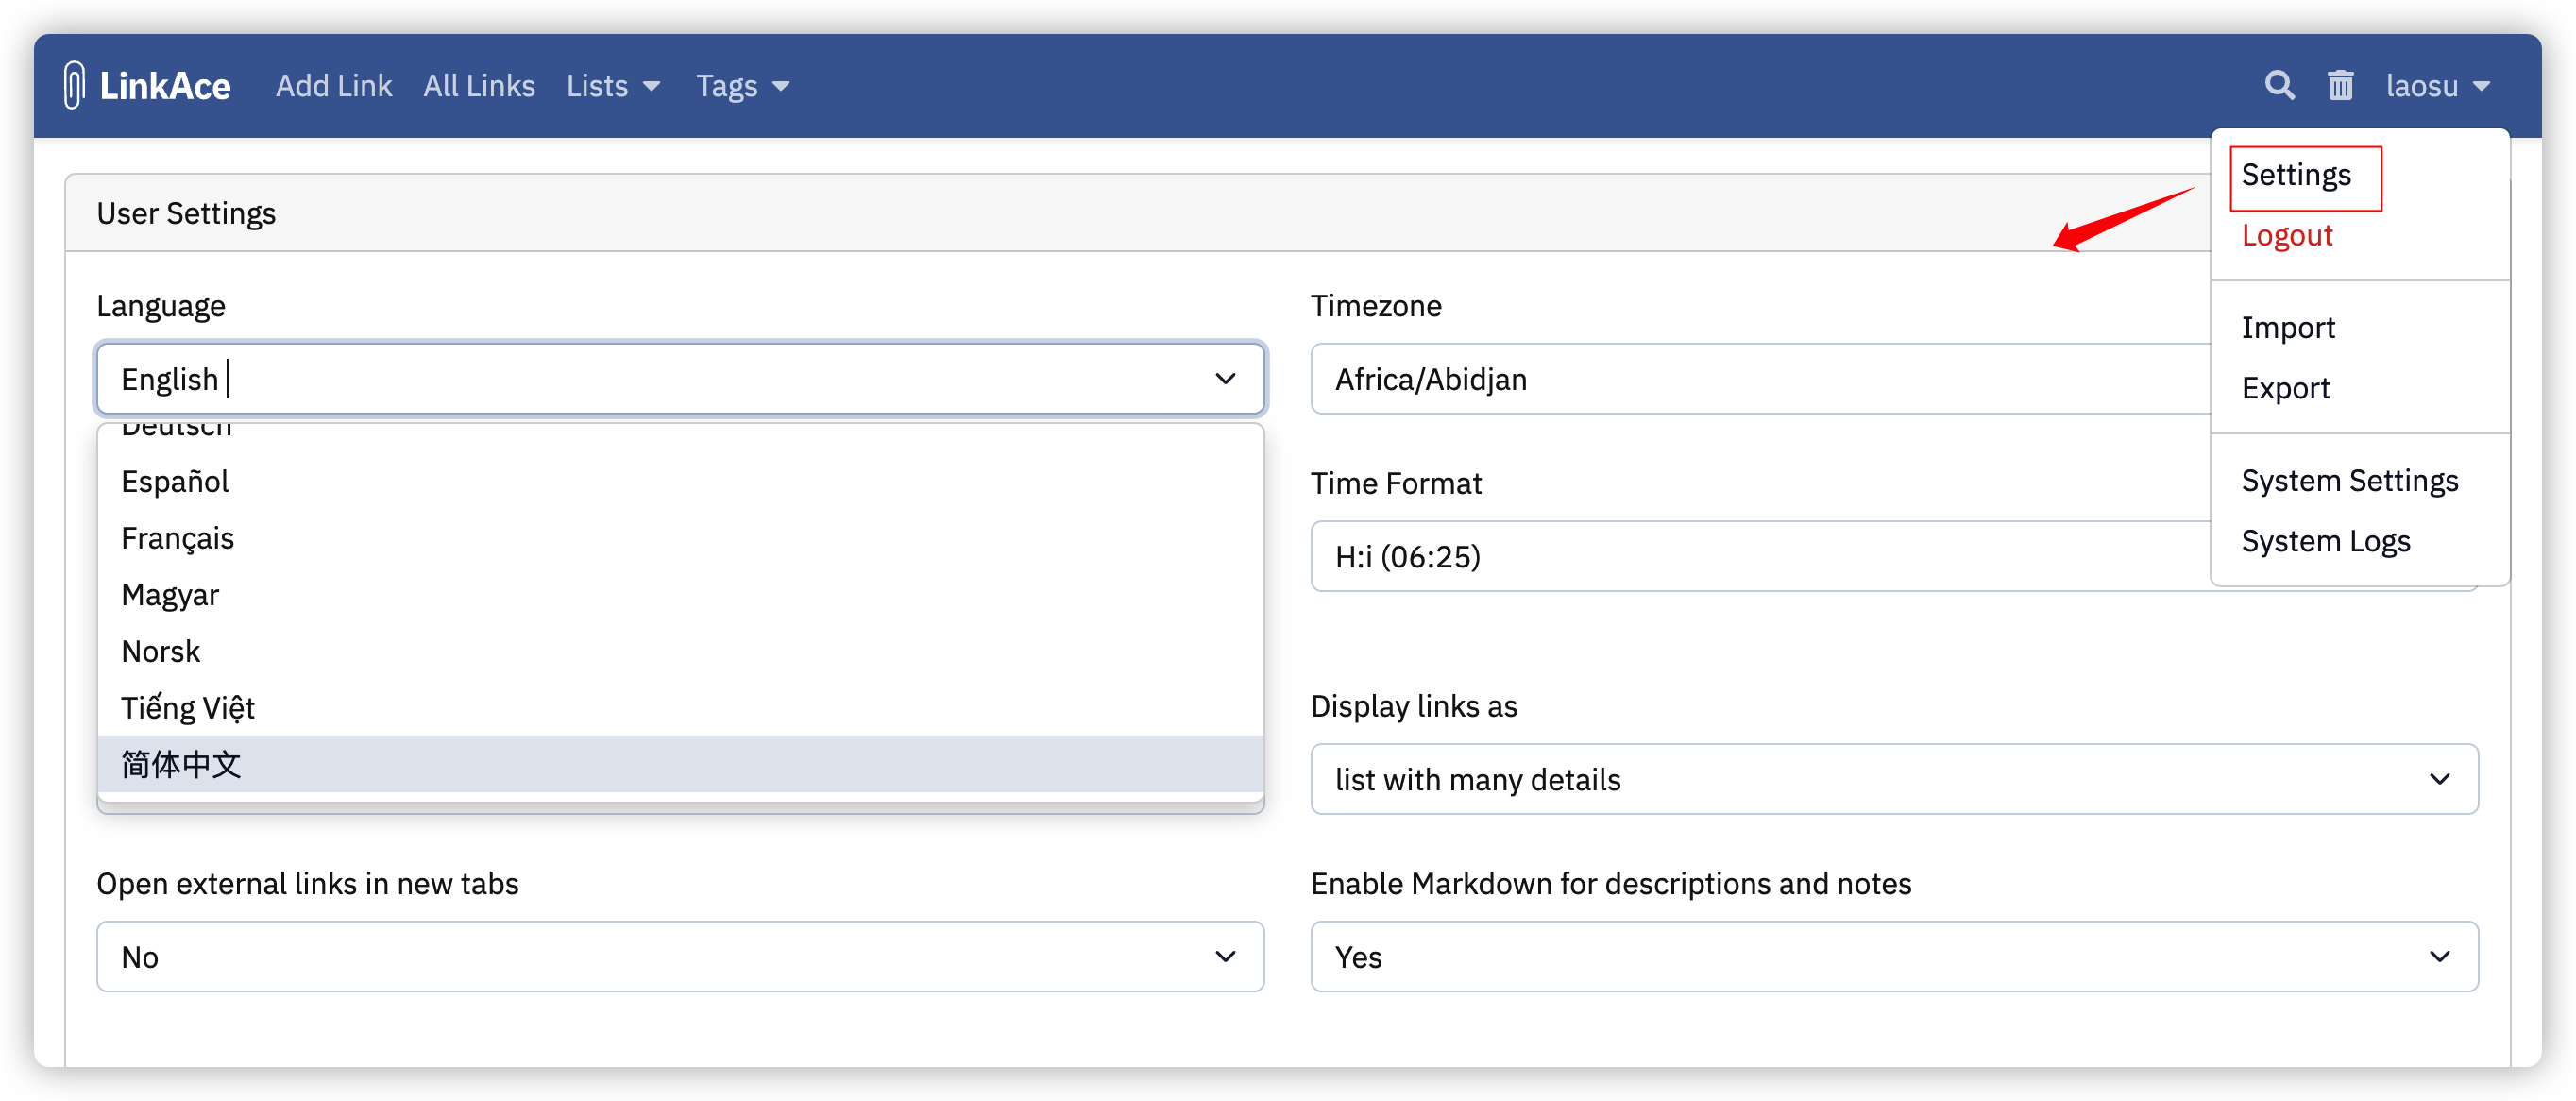 LinkAce Add Link All Links Lists Tags laosu
Settings
Logout
Import
Export
System Settings
System Logs
User Settings
Language
English
Deutsch
Español
Français
Magyar
Norsk
Tiếng Việt
简体中文
Timezone
Africa/Abidjan
Time Format
H:i (06:25)
Display links as
list with many details
Open external links in new tabs
No
Enable Markdown for descriptions and notes
Yes